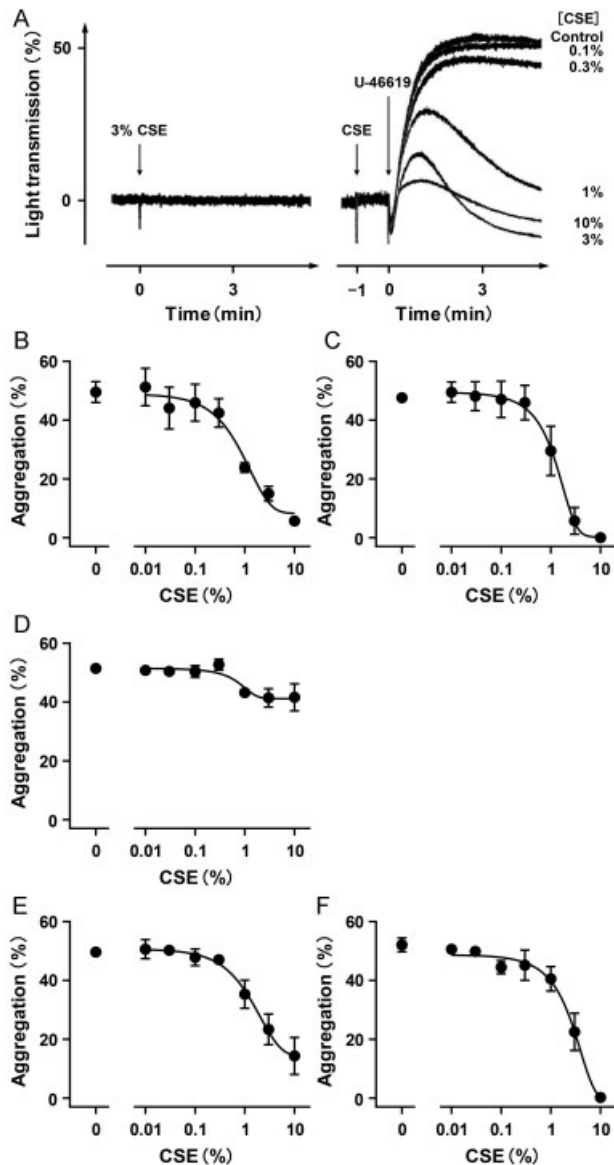 A
Light transmission (%)
50
0
3% CSE
CSE
U-46619
[CSE]
Control
0.1%
0.3%
1%
10%
3%
0 3
Time (min)
−1 0 3
Time (min)
B
Aggregation (%)
60
40
20
0
0 0.01 0.1 1 10
CSE (%)
C
Aggregation (%)
60
40
20
0
0 0.01 0.1 1 10
CSE (%)
D
Aggregation (%)
60
40
20
0
0 0.01 0.1 1 10
CSE (%)
E
Aggregation (%)
60
40
20
0
0 0.01 0.1 1 10
CSE (%)
F
Aggregation (%)
60
40
20
0
0 0.01 0.1 1 10
CSE (%)